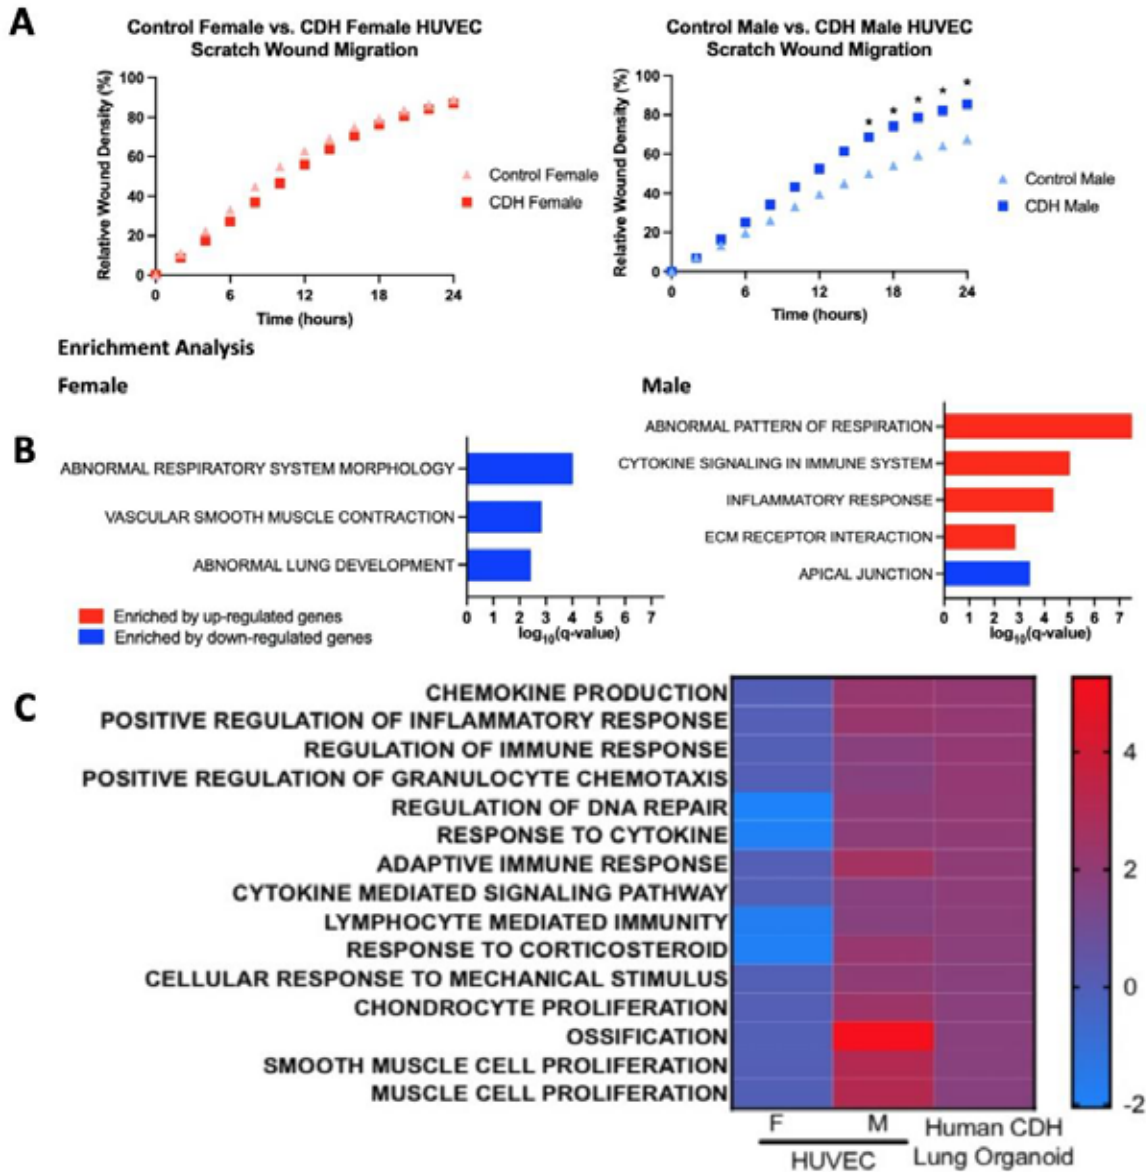 A
Control Female vs. CDH Female HUVEC
Scratch Wound Migration
Relative Wound Density (%)
100
80
60
40
20
0
0 6 12 18 24
Time (hours)
Control Female
CDH Female
Control Male vs. CDH Male HUVEC
Scratch Wound Migration
Relative Wound Density (%)
100
80
60
40
20
0
* * * * *
0 6 12 18 24
Time (hours)
Control Male
CDH Male
Enrichment Analysis
Female
Male
B
ABNORMAL RESPIRATORY SYSTEM MORPHOLOGY
VASCULAR SMOOTH MUSCLE CONTRACTION
ABNORMAL LUNG DEVELOPMENT
0 1 2 3 4 5 6 7
log10(q-value)
Enriched by up-regulated genes
Enriched by down-regulated genes
ABNORMAL PATTERN OF RESPIRATION
CYTOKINE SIGNALING IN IMMUNE SYSTEM
INFLAMMATORY RESPONSE
ECM RECEPTOR INTERACTION
APICAL JUNCTION
0 1 2 3 4 5 6 7
log10(q-value)
C
CHEMOKINE PRODUCTION
POSITIVE REGULATION OF INFLAMMATORY RESPONSE
REGULATION OF IMMUNE RESPONSE
POSITIVE REGULATION OF GRANULOCYTE CHEMOTAXIS
REGULATION OF DNA REPAIR
RESPONSE TO CYTOKINE
ADAPTIVE IMMUNE RESPONSE
CYTOKINE MEDIATED SIGNALING PATHWAY
LYMPHOCYTE MEDIATED IMMUNITY
RESPONSE TO CORTICOSTEROID
CELLULAR RESPONSE TO MECHANICAL STIMULUS
CHONDROCYTE PROLIFERATION
OSSIFICATION
SMOOTH MUSCLE CELL PROLIFERATION
MUSCLE CELL PROLIFERATION
F M
HUVEC
Human CDH
Lung Organoid
4
2
0
-2